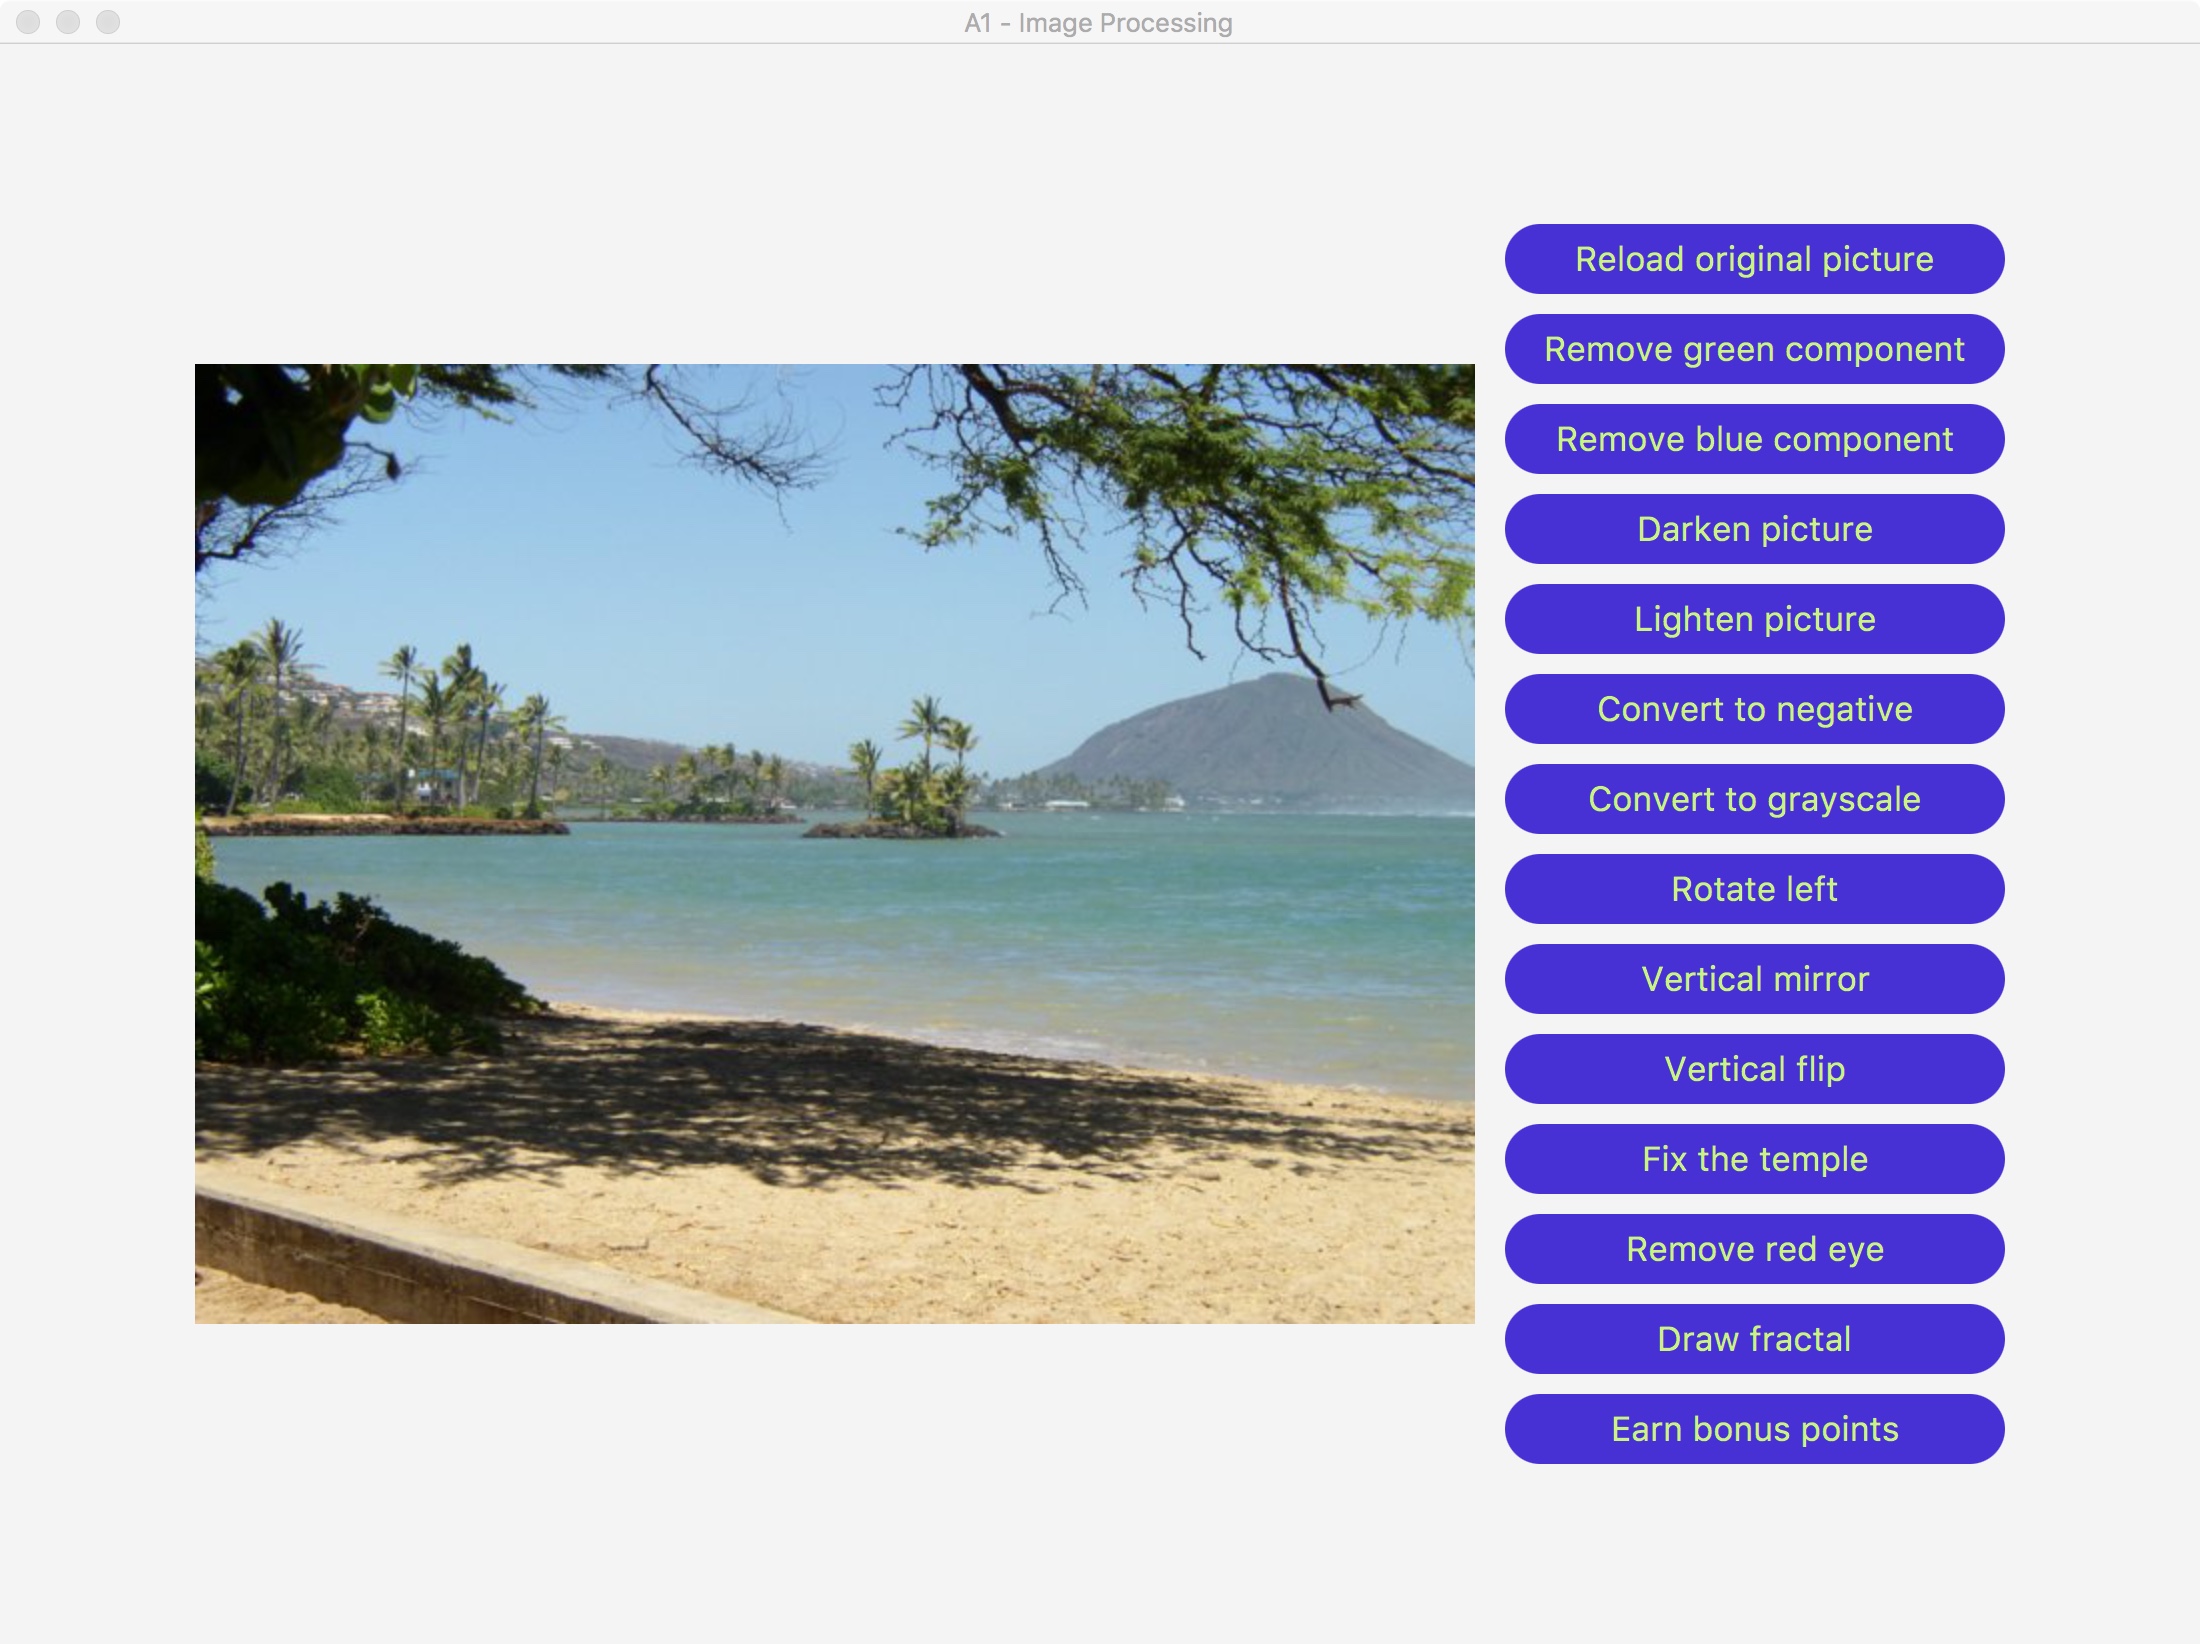 A1 - Image Processing
Reload original picture
Remove green component
Remove blue component
Darken picture
Lighten picture
Convert to negative
Convert to grayscale
Rotate left
Vertical mirror
Vertical flip
Fix the temple
Remove red eye
Draw fractal
Earn bonus points